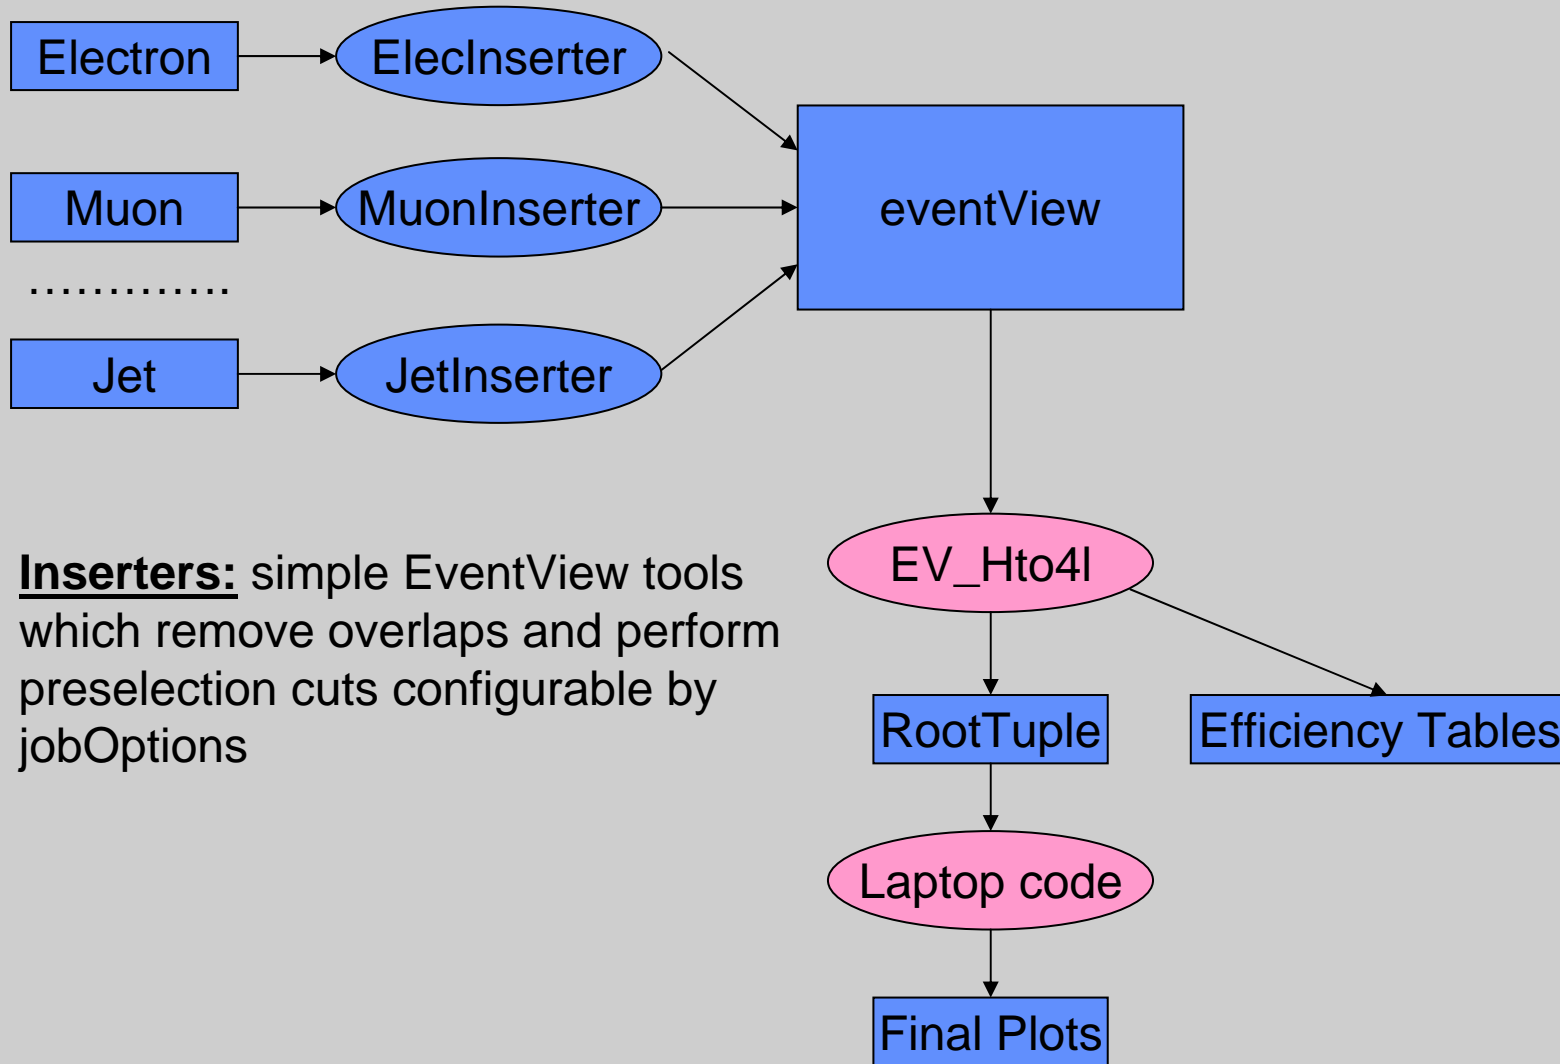 Electron
ElecInserter
Muon
MuonInserter
eventView
………….
Jet
JetInserter
EV_Hto4l
Inserters: simple EventView tools
which remove overlaps and perform
preselection cuts configurable by
jobOptions
RootTuple
Efficiency Tables
Laptop code
Final Plots